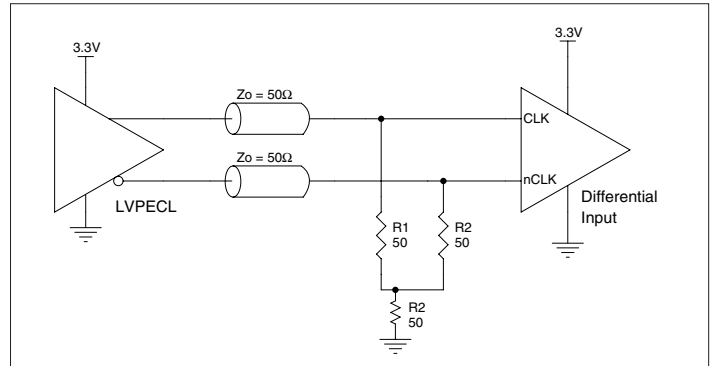 3.3V
3.3V
Zo = 50Ω
CLK
Zo = 50Ω
nCLK
LVPECL
Differential
Input
R1
50
R2
50
R2
50